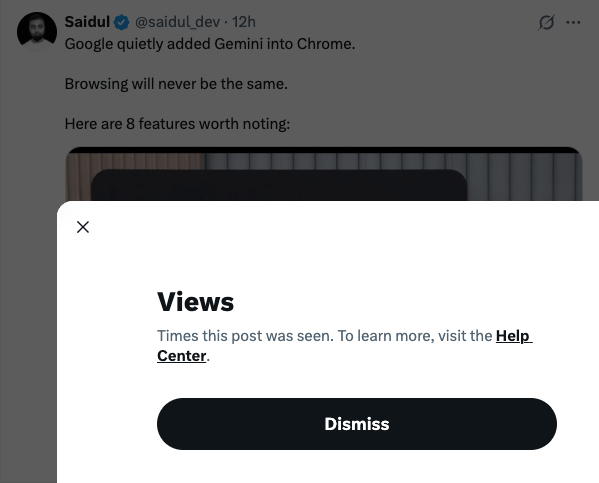 Saidul @saidul_dev · 12h
Google quietly added Gemini into Chrome.
Browsing will never be the same.
Here are 8 features worth noting:
Views
Times this post was seen. To learn more, visit the Help
Center.
Dismiss